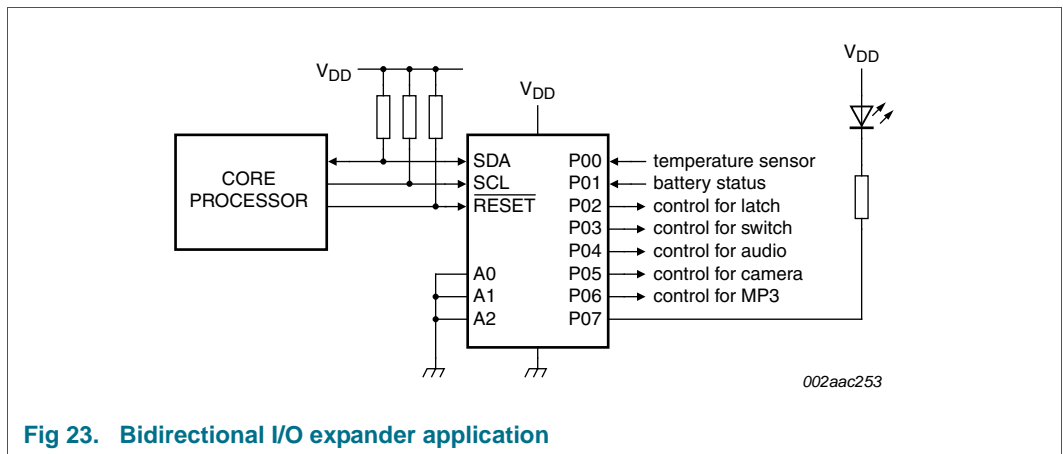 VDD
VDD
VDD
CORE
PROCESSOR
SDA
SCL
RESET
A0
A1
A2
P00
P01
P02
P03
P04
P05
P06
P07
temperature sensor
battery status
control for latch
control for switch
control for audio
control for camera
control for MP3
002aac253
Fig 23. Bidirectional I/O expander application